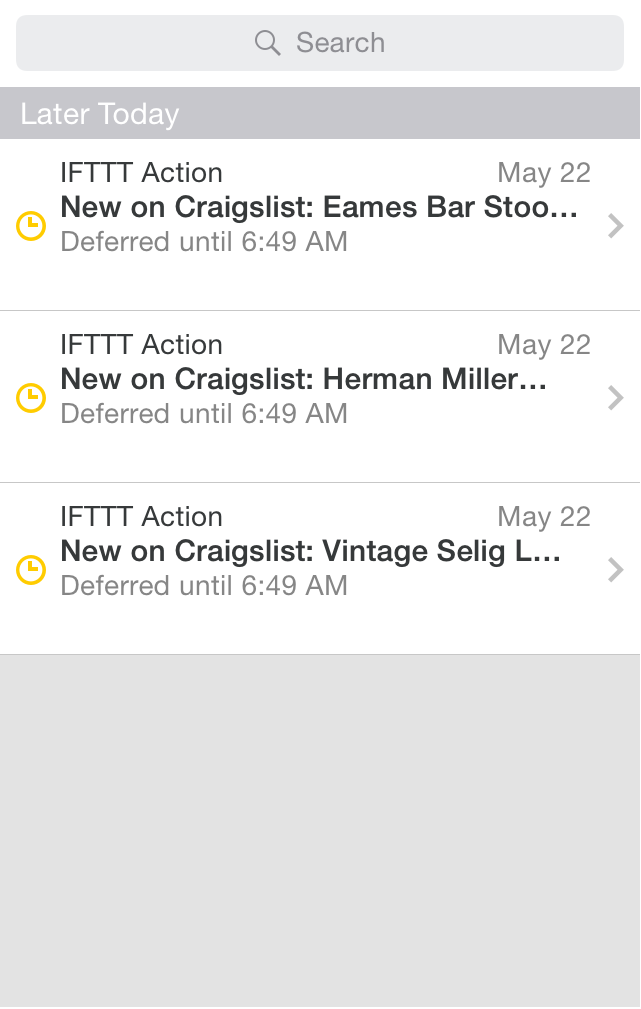 Search
Later Today
IFTTT Action May 22
New on Craigslist: Eames Bar Stoo...
Deferred until 6:49 AM
IFTTT Action May 22
New on Craigslist: Herman Miller...
Deferred until 6:49 AM
IFTTT Action May 22
New on Craigslist: Vintage Selig L...
Deferred until 6:49 AM